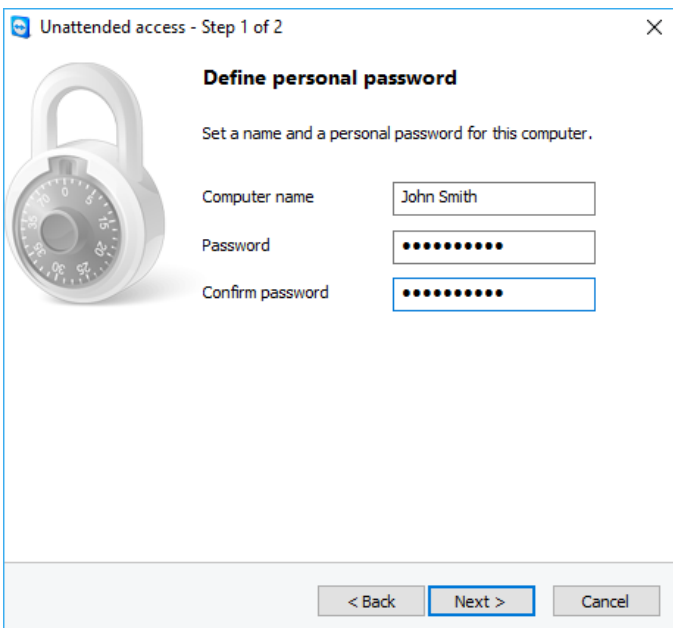 Unattended access - Step 1 of 2
Define personal password
Set a name and a personal password for this computer.
Computer name John Smith
Password ●●●●●●●●●●
Confirm password ●●●●●●●●●●
< Back Next > Cancel